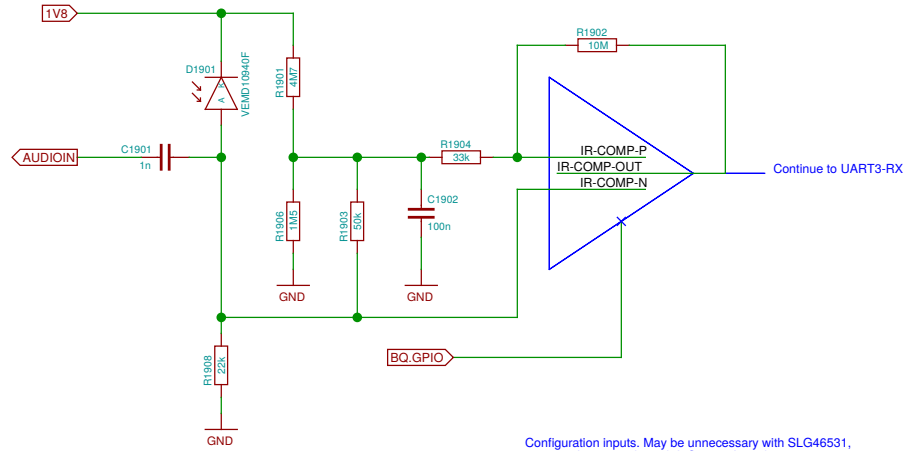 1V8
R1902
10M
D1901
K
A
VEMD10940F
R1901
4M7
AUDIOIN
C1901
1n
R1904
33k
IR-COMP-P
IR-COMP-OUT
IR-COMP-N
Continue to UART3-RX
R1906
1M5
R1903
50k
C1902
100n
GND
GND
BQ.GPIO
R1908
22k
GND
Configuration inputs. May be unnecessary with SLG46531,